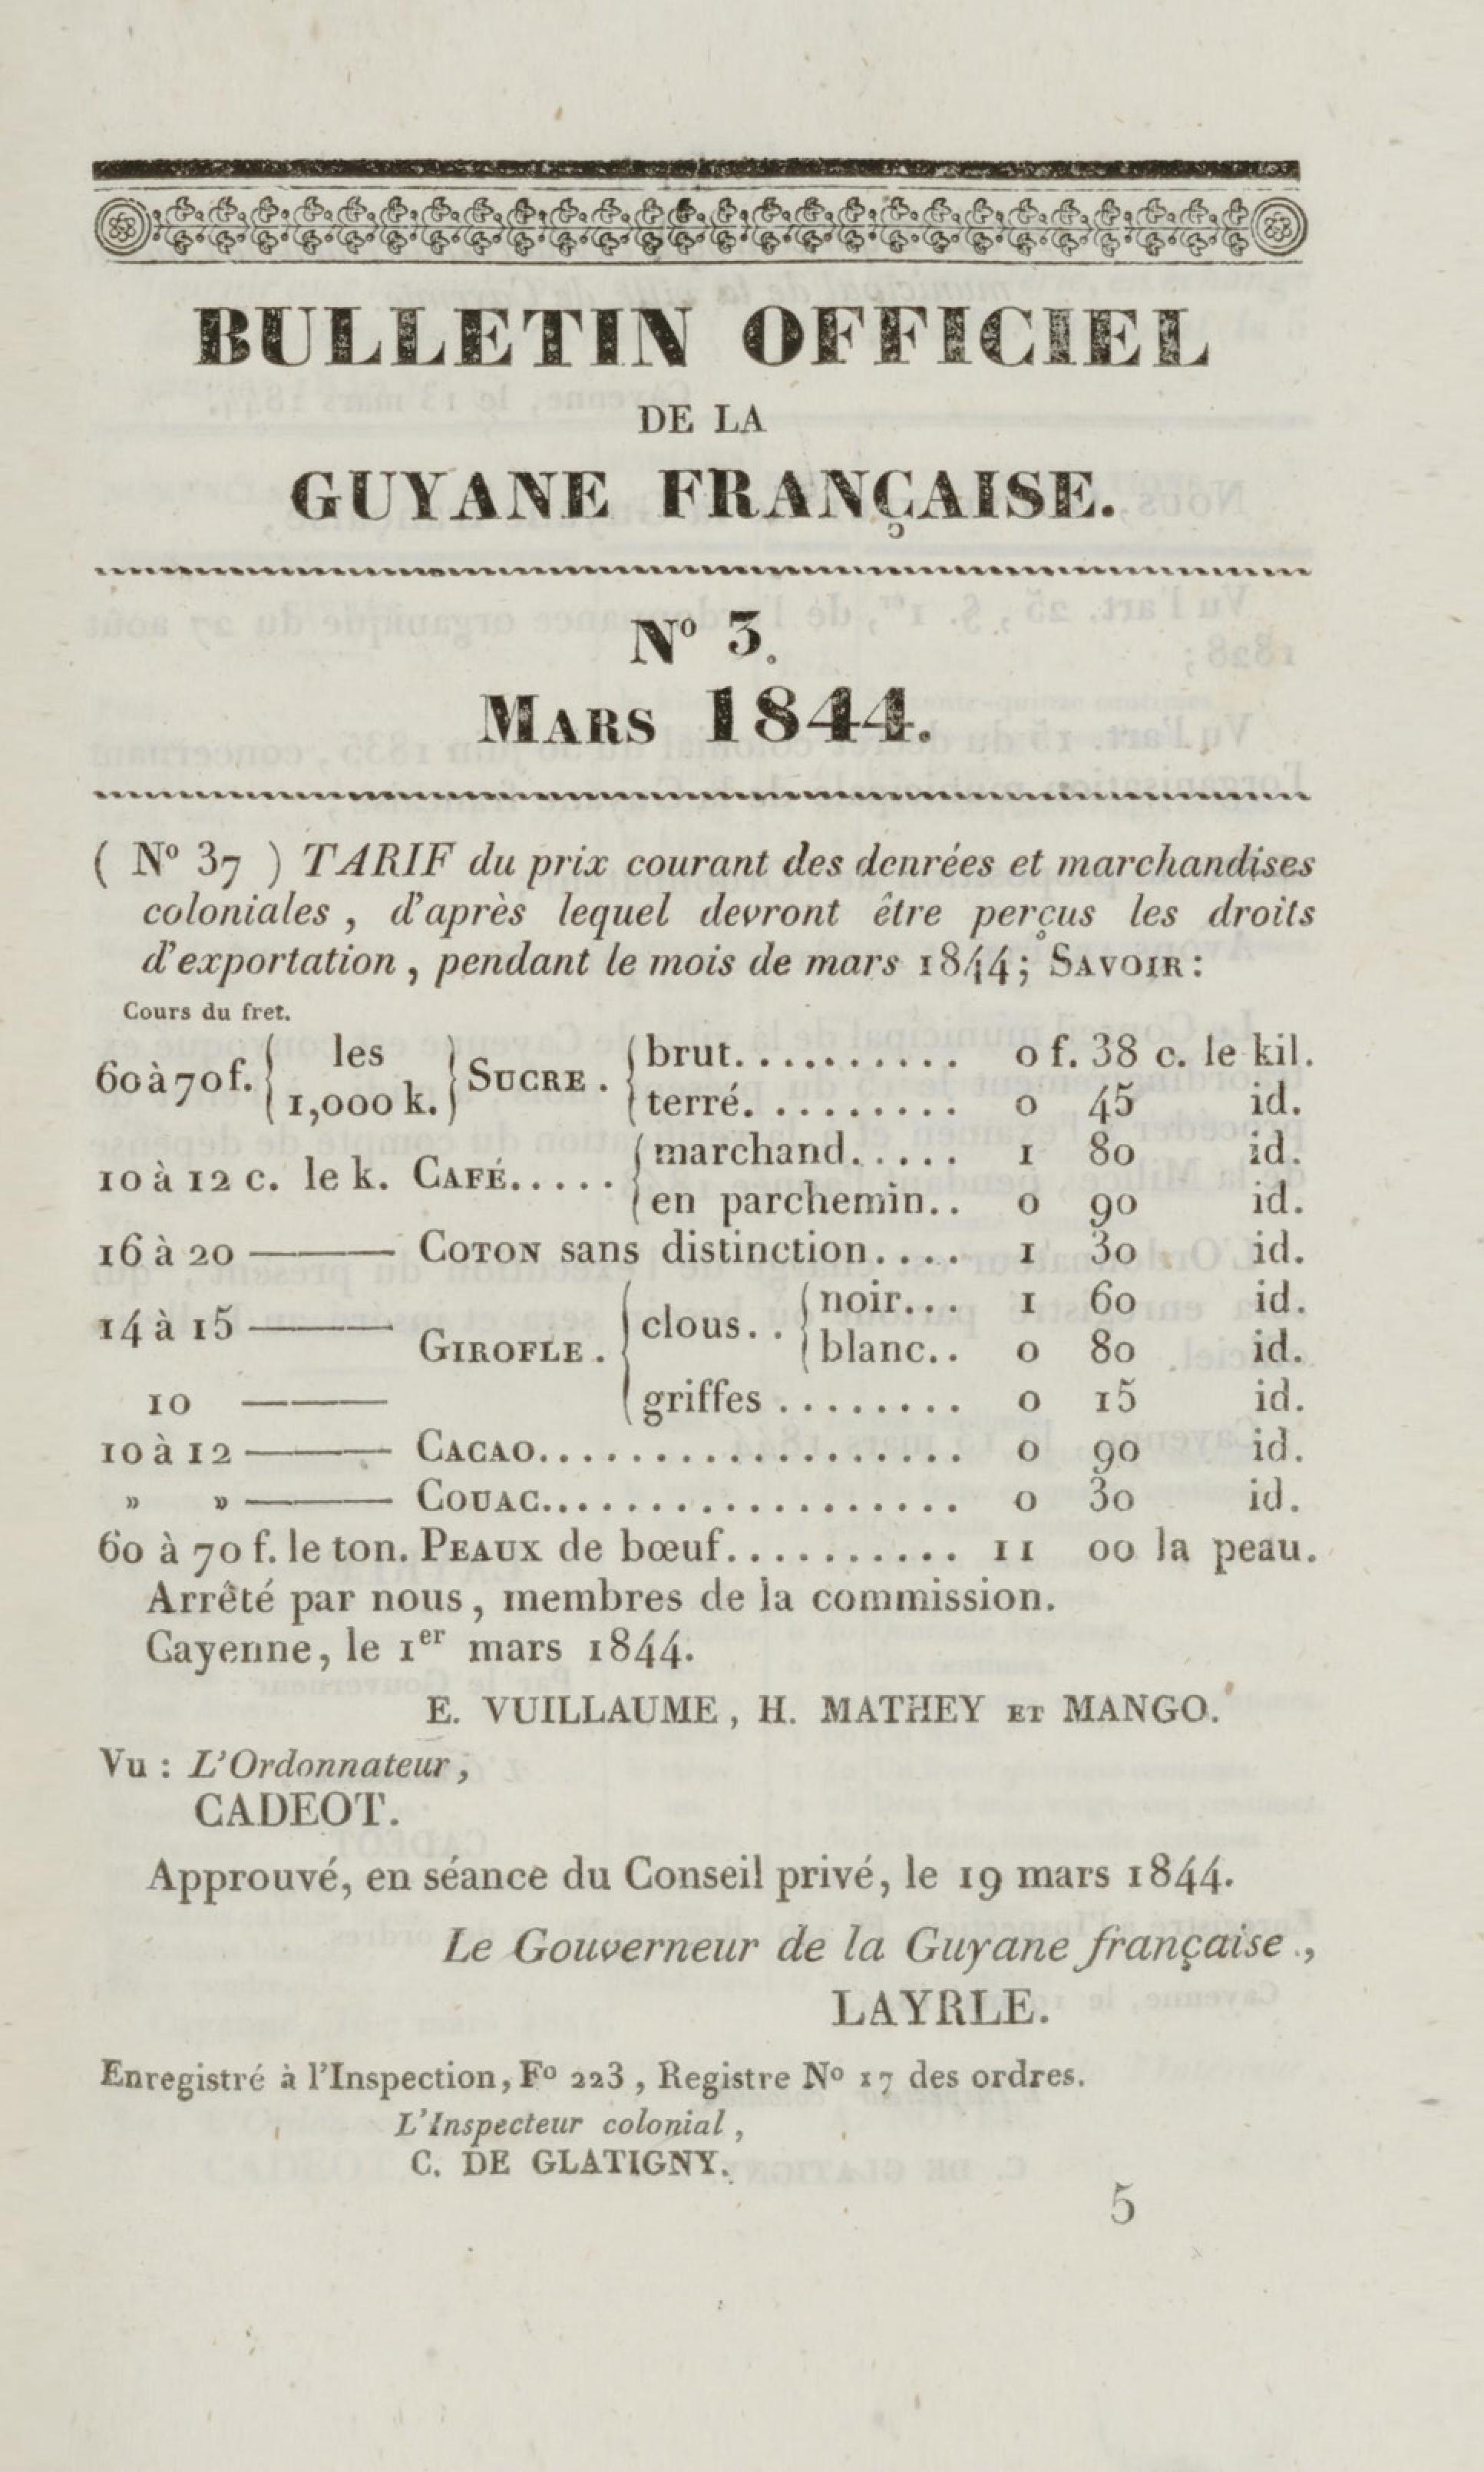 BULLETIN OFFICIEL
DE LA
GUYANE FRANÇAISE.
Nº 3.
MARS 1844.
( Nº 37 ) TARIF du prix courant des denrées et marchandises
coloniales , d'après lequel devront être perçus les droits
d'exportation , pendant le mois de mars 1844 ; SAVOIR :
Cours du fret.
60 à 70 f. { les 1,000 k. } SUCRE . { brut. . . . . . . . . . 0 f. 38 c. le kil.
terré. . . . . . . . . . 0 45 id.
10 à 12 c. le k. CAFÉ. . . . . { marchand. . . . . 1 80 id.
en parchemin. . 0 90 id.
16 à 20 ——— COTON sans distinction. . . . 1 30 id.
14 à 15 ——— GIROFLE . { clous. . { noir. . . 1 60 id.
blanc. . 0 80 id.
10 ——— griffes . . . . . . . . 0 15 id.
10 à 12 ——— CACAO. . . . . . . . . . . . . . . . . . 0 90 id.
» » ——— COUAC. . . . . . . . . . . . . . . . . . 0 30 id.
60 à 70 f. le ton. PEAUX de bœuf. . . . . . . . . . 11 00 la peau.
Arrêté par nous , membres de la commission.
Cayenne, le 1er mars 1844.
E. VUILLAUME , H. MATHEY ET MANGO.
Vu : L'Ordonnateur ,
CADEOT.
Approuvé, en séance du Conseil privé, le 19 mars 1844.
Le Gouverneur de la Guyane française ,
LAYRLE.
Enregistré à l'Inspection, Fº 223 , Registre Nº 17 des ordres.
L'Inspecteur colonial ,
C. DE GLATIGNY.
5